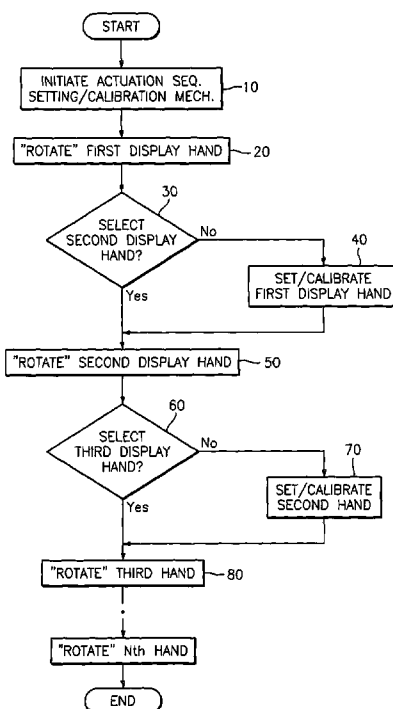 START
INITIATE ACTUATION SEQ.
SETTING/CALIBRATION MECH.
10
"ROTATE" FIRST DISPLAY HAND
20
30
SELECT
SECOND DISPLAY
HAND?
No
Yes
40
SET/CALIBRATE
FIRST DISPLAY HAND
"ROTATE" SECOND DISPLAY HAND
50
60
SELECT
THIRD DISPLAY
HAND?
No
Yes
70
SET/CALIBRATE
SECOND HAND
"ROTATE" THIRD HAND
80
"ROTATE" Nth HAND
END